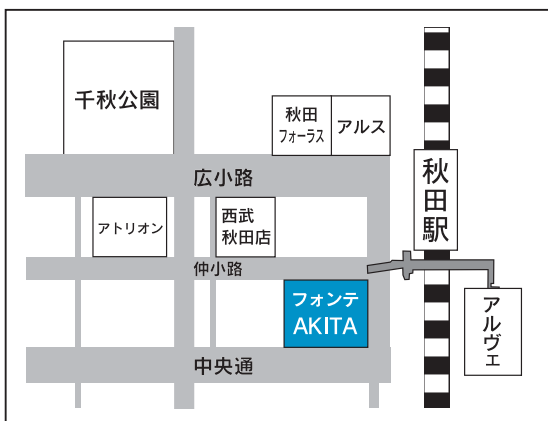 千秋公園
秋田
フォーラス
アルス
広小路
秋田駅
アトリオン
西武
秋田店
仲小路
フォンテ
AKITA
アルヴェ
中央通